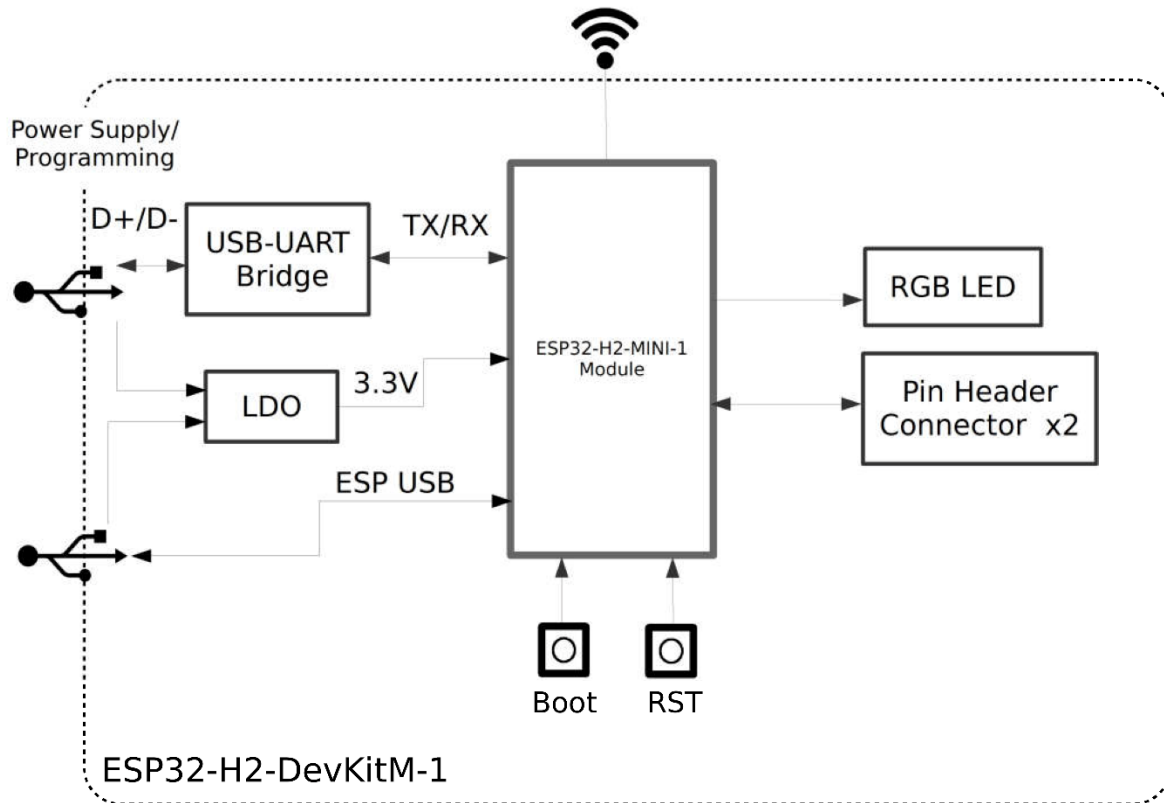 Power Supply/
Programming
D+/D-
USB-UART
Bridge
TX/RX
LDO
3.3V
ESP USB
ESP32-H2-MINI-1
Module
RGB LED
Pin Header
Connector x2
Boot
RST
ESP32-H2-DevKitM-1